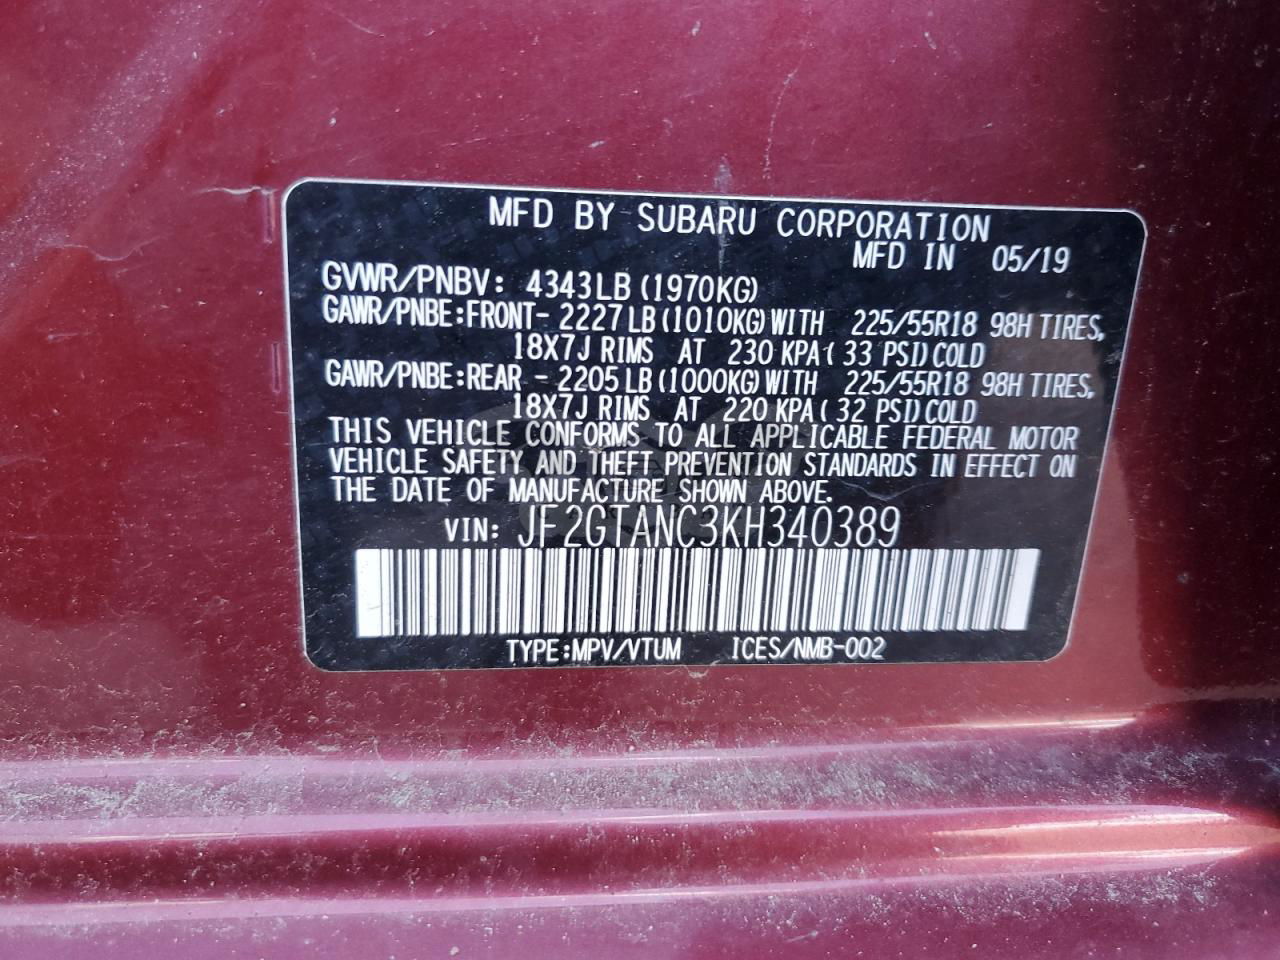 MFD BY SUBARU CORPORATION
MFD IN 05/19
GVWR/PNBV: 4343LB (1970KG)
GAWR/PNBE:FRONT- 2227 LB (1010KG) WITH 225/55R18 98H TIRES,
18X7J RIMS AT 230 KPA ( 33 PSI) COLD
GAWR/PNBE:REAR - 2205 LB (1000KG) WITH 225/55R18 98H TIRES,
18X7J RIMS AT 220 KPA ( 32 PSI) COLD
THIS VEHICLE CONFORMS TO ALL APPLICABLE FEDERAL MOTOR
VEHICLE SAFETY AND THEFT PREVENTION STANDARDS IN EFFECT ON
THE DATE OF MANUFACTURE SHOWN ABOVE.
VIN: JF2GTANC3KH340389
TYPE:MPV/VTUM ICES/NMB-002